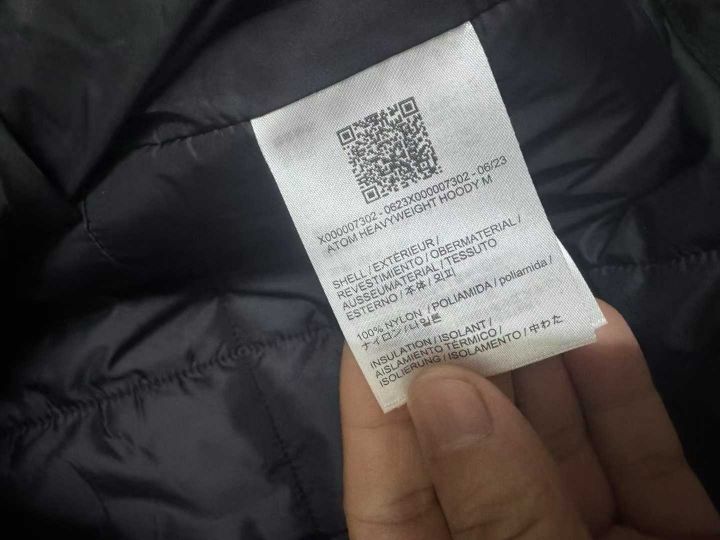 X000007302 - 0623X000007302 - 06/23
ATOM HEAVYWEIGHT HOODY M
SHELL / EXTÉRIEUR /
REVESTIMIENTO / OBERMATERIAL /
AUSSEUMATERIAL / TESSUTO
ESTERNO / 本体 / 외피
100% NYLON / POLIAMIDA / poliamida /
ナイロン / 나일론
INSULATION / ISOLANT /
AISLAMIENTO TÉRMICO /
ISOLIERUNG / ISOLAMENTO / 中わた